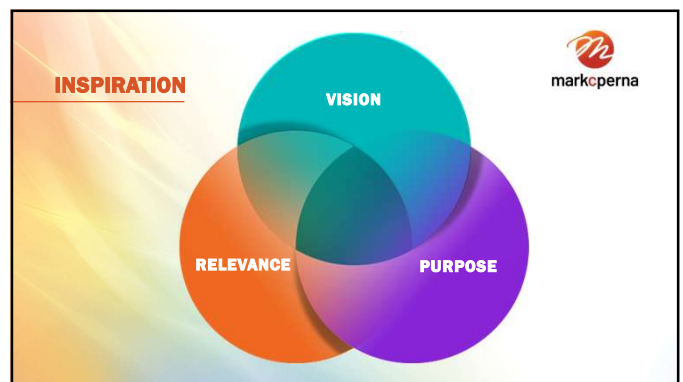 INSPIRATION
markcperna
VISION
RELEVANCE
PURPOSE